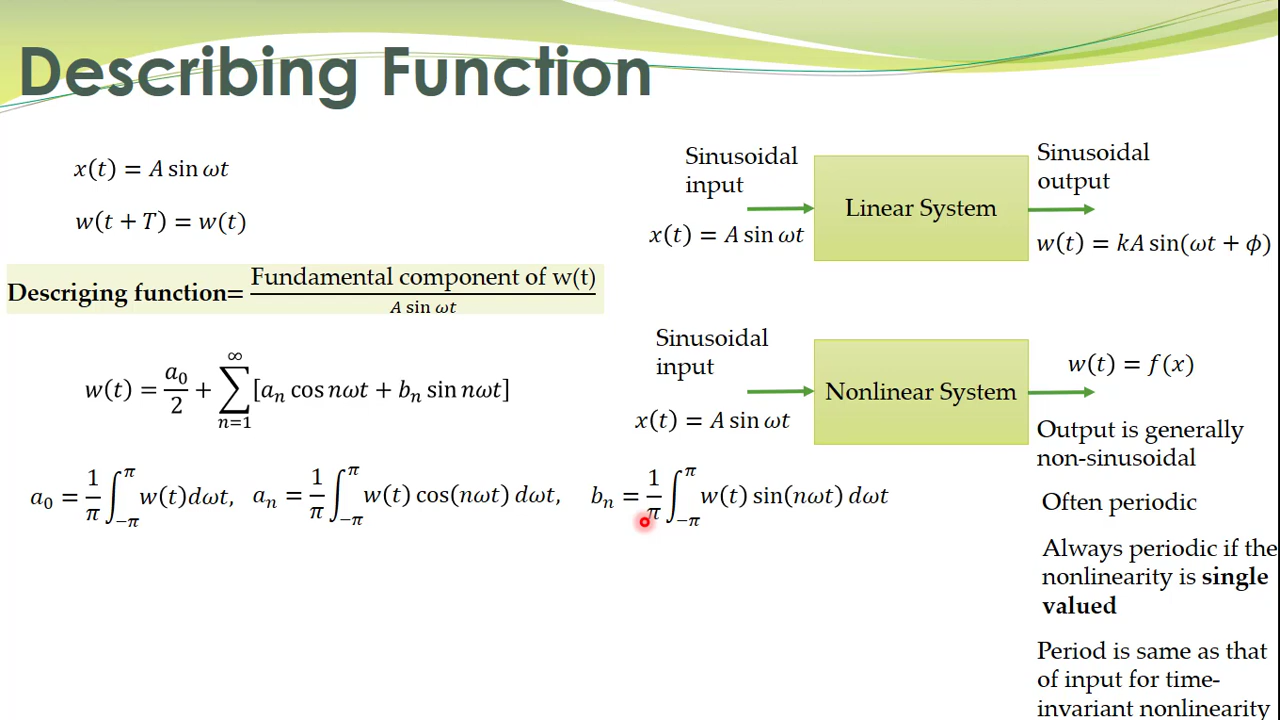 Describing Function
x(t) = A sin ωt
w(t + T) = w(t)
Descriging function= Fundamental component of w(t) / A sin ωt
w(t) = a₀/2 + ∑_{n=1}^{∞} [aₙ cos nωt + bₙ sin nωt]
a₀ = 1/π ∫_{−π}^{π} w(t)dωt, aₙ = 1/π ∫_{−π}^{π} w(t) cos(nωt) dωt, bₙ = 1/π ∫_{−π}^{π} w(t) sin(nωt) dωt
Sinusoidal
input
x(t) = A sin ωt
Linear System
Sinusoidal
output
w(t) = kA sin(ωt + ϕ)
Sinusoidal
input
x(t) = A sin ωt
Nonlinear System
w(t) = f(x)
Output is generally
non-sinusoidal
Often periodic
Always periodic if the
nonlinearity is single
valued
Period is same as that
of input for time-
invariant nonlinearity